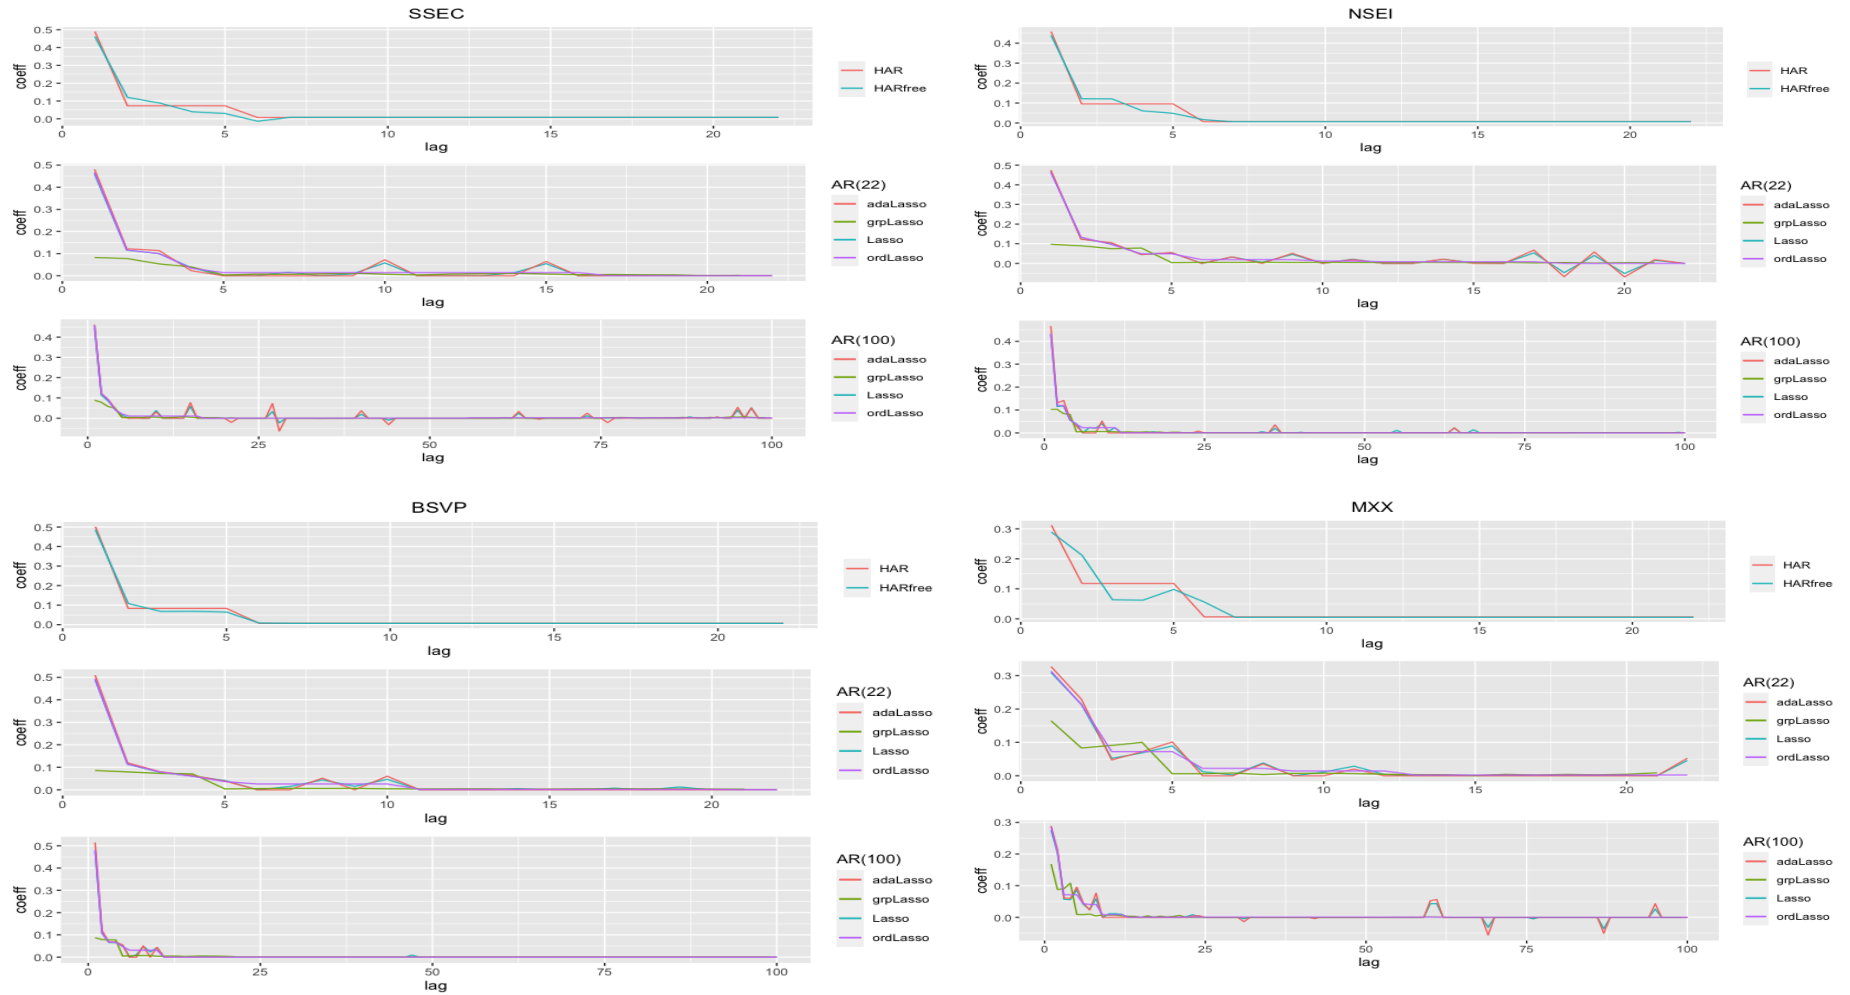 SSEC
0.5
0.4
0.3
0.2
0.1
0.0
coeff
0 5 10 15 20
lag
HAR
HARfree
0.5
0.4
0.3
0.2
0.1
0.0
coeff
0 5 10 15 20
lag
AR(22)
adaLasso
grpLasso
Lasso
ordLasso
0.4
0.3
0.2
0.1
0.0
coeff
0 25 50 75 100
lag
AR(100)
adaLasso
grpLasso
Lasso
ordLasso
NSEI
0.4
0.3
0.2
0.1
0.0
coeff
0 5 10 15 20
lag
HAR
HARfree
0.5
0.4
0.3
0.2
0.1
0.0
coeff
0 5 10 15 20
lag
AR(22)
adaLasso
grpLasso
Lasso
ordLasso
0.4
0.3
0.2
0.1
0.0
coeff
0 25 50 75 100
lag
AR(100)
adaLasso
grpLasso
Lasso
ordLasso
BSVP
0.5
0.4
0.3
0.2
0.1
0.0
coeff
0 5 10 15 20
lag
HAR
HARfree
0.5
0.4
0.3
0.2
0.1
0.0
coeff
0 5 10 15 20
lag
AR(22)
adaLasso
grpLasso
Lasso
ordLasso
0.5
0.4
0.3
0.2
0.1
0.0
coeff
0 25 50 75 100
lag
AR(100)
adaLasso
grpLasso
Lasso
ordLasso
MXX
0.3
0.2
0.1
0.0
coeff
0 5 10 15 20
lag
HAR
HARfree
0.3
0.2
0.1
0.0
coeff
0 5 10 15 20
lag
AR(22)
adaLasso
grpLasso
Lasso
ordLasso
0.3
0.2
0.1
0.0
coeff
0 25 50 75 100
lag
AR(100)
adaLasso
grpLasso
Lasso
ordLasso